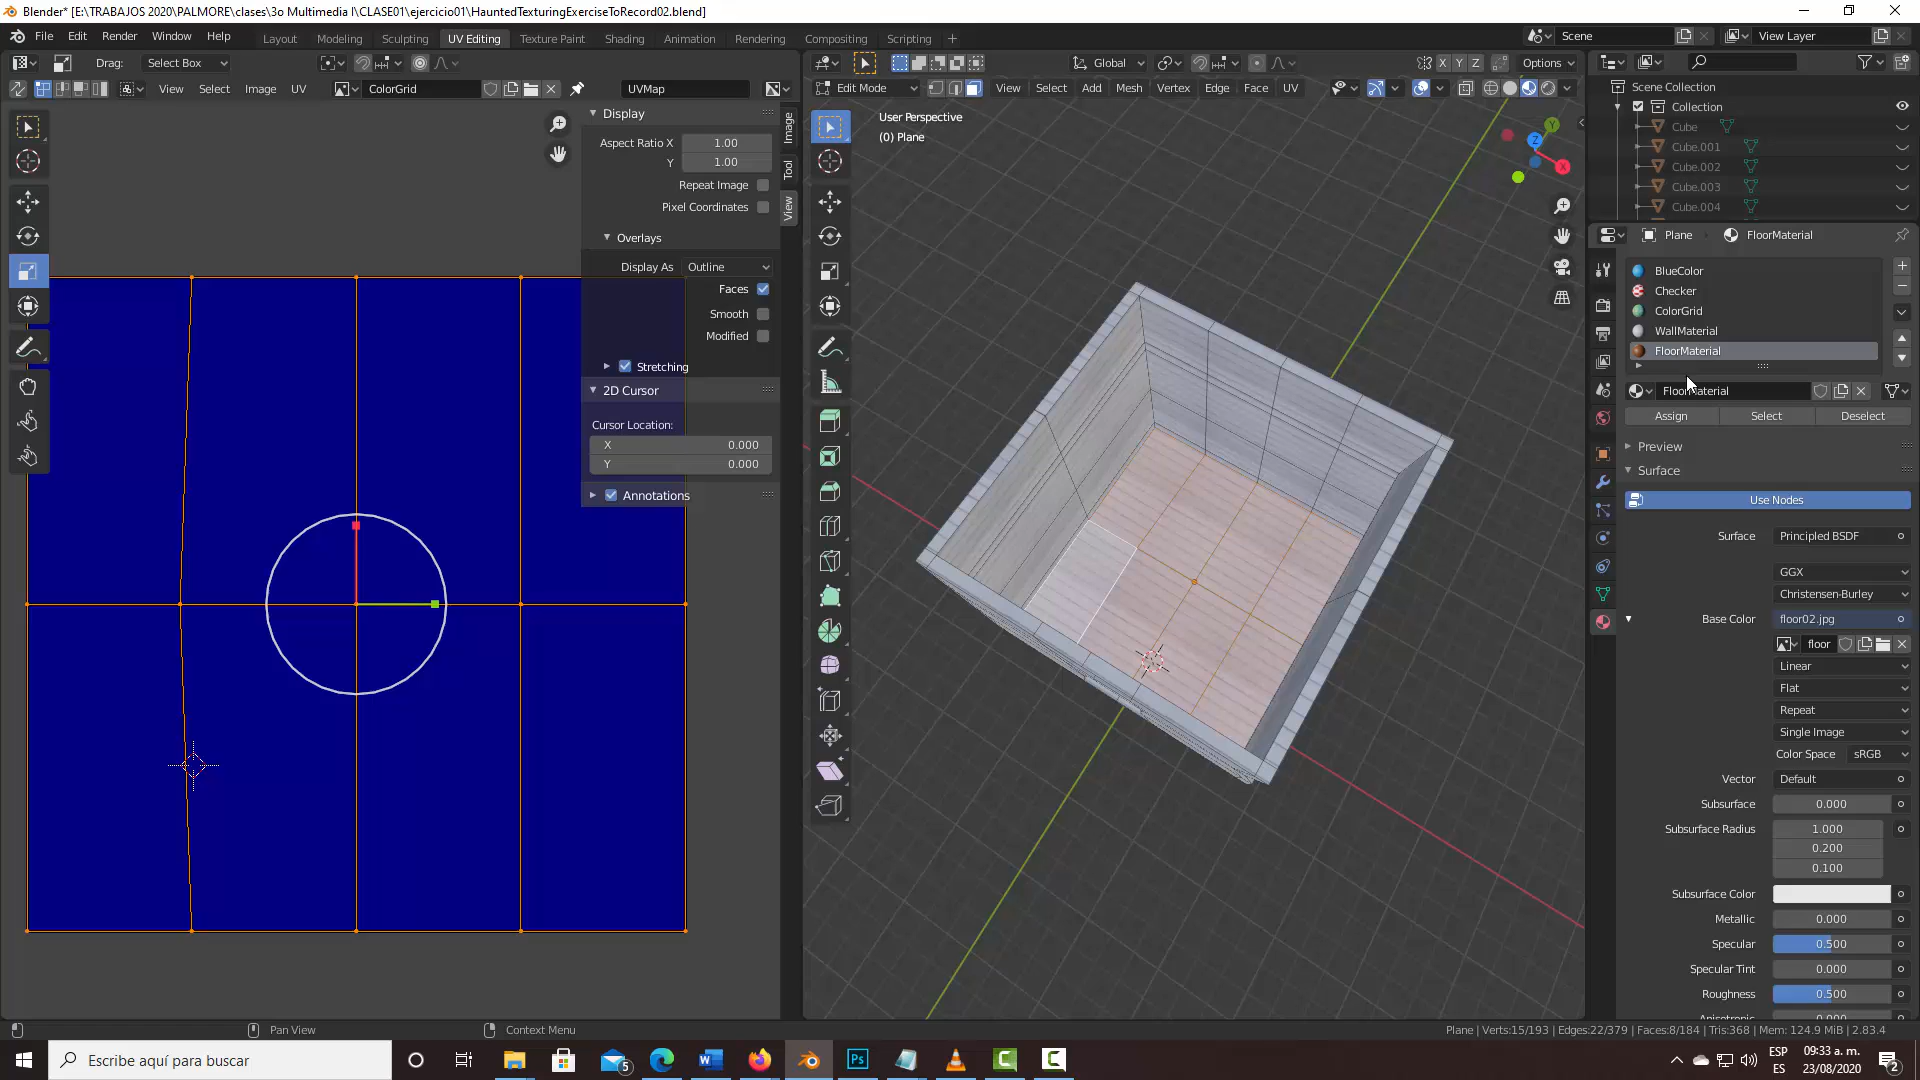 Blender* [E:\TRABAJOS 2020\PALMORE\clases\3o Multimedia I\CLASE01\ejercicio01\HauntedTexturingExerciseToRecord02.blend]
File Edit Render Window Help Layout Modeling Sculpting UV Editing Texture Paint Shading Animation Rendering Compositing Scripting + Scene View Layer
Drag: Select Box Global X Y Z Options
View Select Image UV ColorGrid UVMap Edit Mode View Select Add Mesh Vertex Edge Face UV
Display
Aspect Ratio X 1.00
Y 1.00
Repeat Image
Pixel Coordinates
Overlays
Display As Outline
Faces
Smooth
Modified
Stretching
2D Cursor
Cursor Location:
X 0.000
Y 0.000
Annotations
Image
Tool
View
User Perspective
(0) Plane
Y
Z
X
Scene Collection
Collection
Cube
Cube.001
Cube.002
Cube.003
Cube.004
Plane FloorMaterial
BlueColor
Checker
ColorGrid
WallMaterial
FloorMaterial
FloorMaterial
Assign Select Deselect
Preview
Surface
Use Nodes
Surface Principled BSDF
GGX
Christensen-Burley
Base Color floor02.jpg
floor
Linear
Flat
Repeat
Single Image
Color Space sRGB
Vector Default
Subsurface 0.000
Subsurface Radius 1.000
0.200
0.100
Subsurface Color
Metallic 0.000
Specular 0.500
Specular Tint 0.000
Roughness 0.500
Pan View Context Menu Plane | Verts:15/193 | Edges:22/379 | Faces:8/184 | Tris:368 | Mem: 124.9 MiB | 2.83.4
Escribe aquí para buscar
5
W
Ps
C
C
ESP
ES
09:33 a. m.
23/08/2020
2